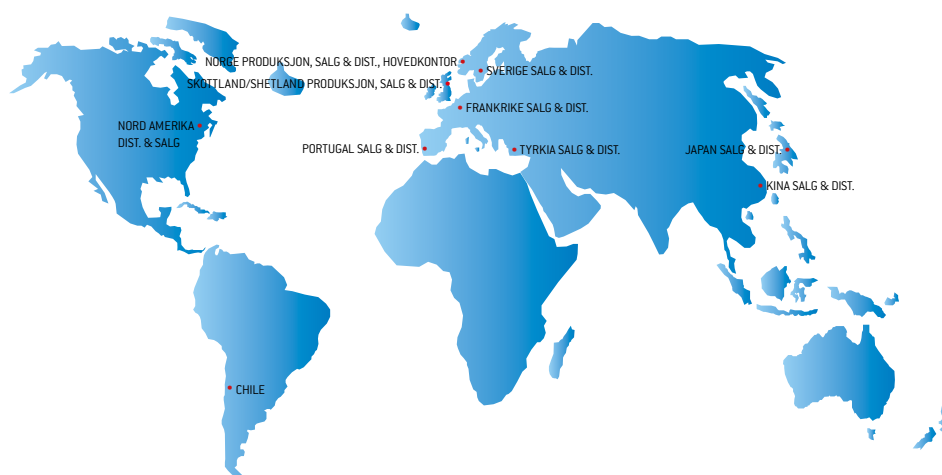 NORGE PRODUKSJON, SALG & DIST., HOVEDKONTOR
SVERIGE SALG & DIST.
SKOTTLAND/SHETLAND PRODUKSJON, SALG & DIST.
FRANKRIKE SALG & DIST.
NORD AMERIKA
DIST. & SALG
PORTUGAL SALG & DIST.
TYRKIA SALG & DIST.
JAPAN SALG & DIST.
KINA SALG & DIST.
CHILE